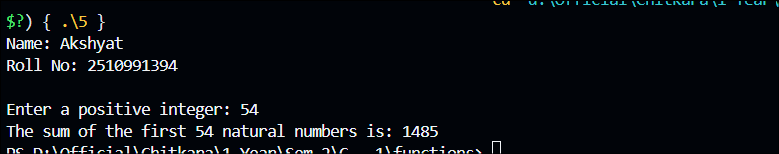 $?) { .\5 }
Name: Akshyat
Roll No: 2510991394
Enter a positive integer: 54
The sum of the first 54 natural numbers is: 1485